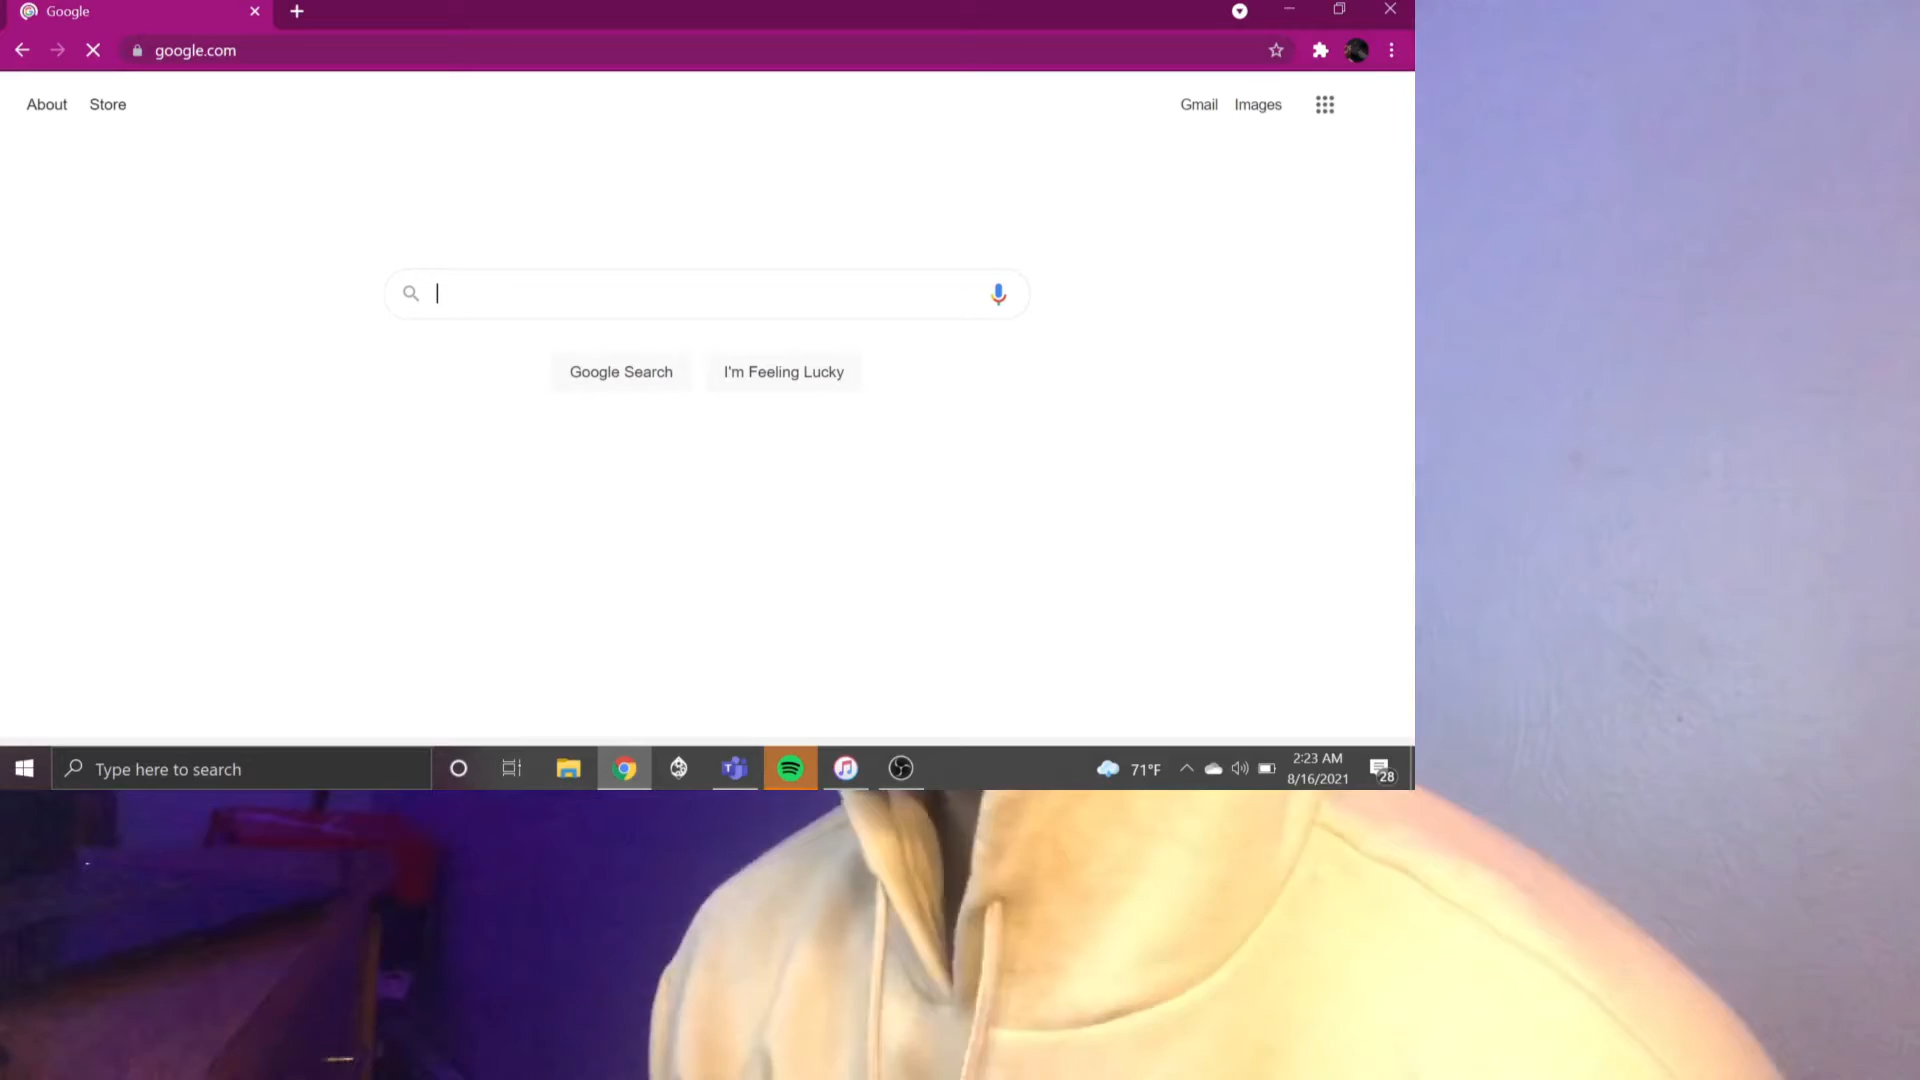 Google
google.com
About Store
Gmail Images
Google Search
I'm Feeling Lucky
Type here to search
71°F
2:23 AM
8/16/2021
28